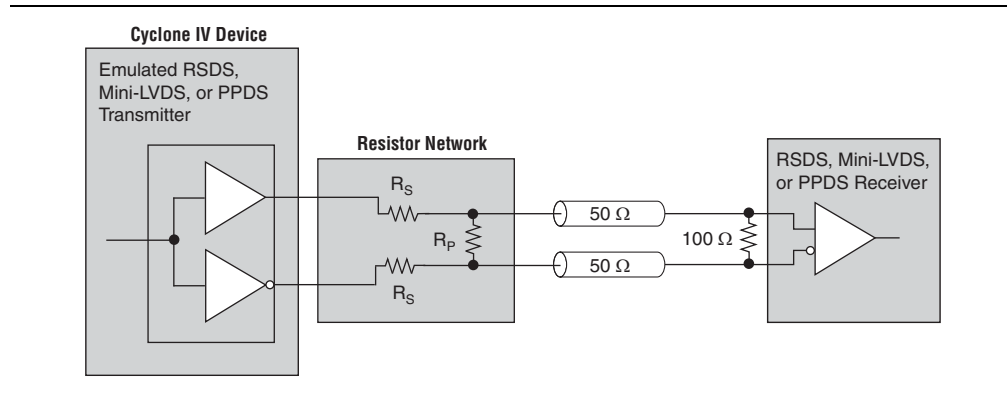 Cyclone IV Device
Emulated RSDS,
Mini-LVDS, or PPDS
Transmitter
Resistor Network
RS
RP
RS
50 Ω
50 Ω
100 Ω
RSDS, Mini-LVDS,
or PPDS Receiver